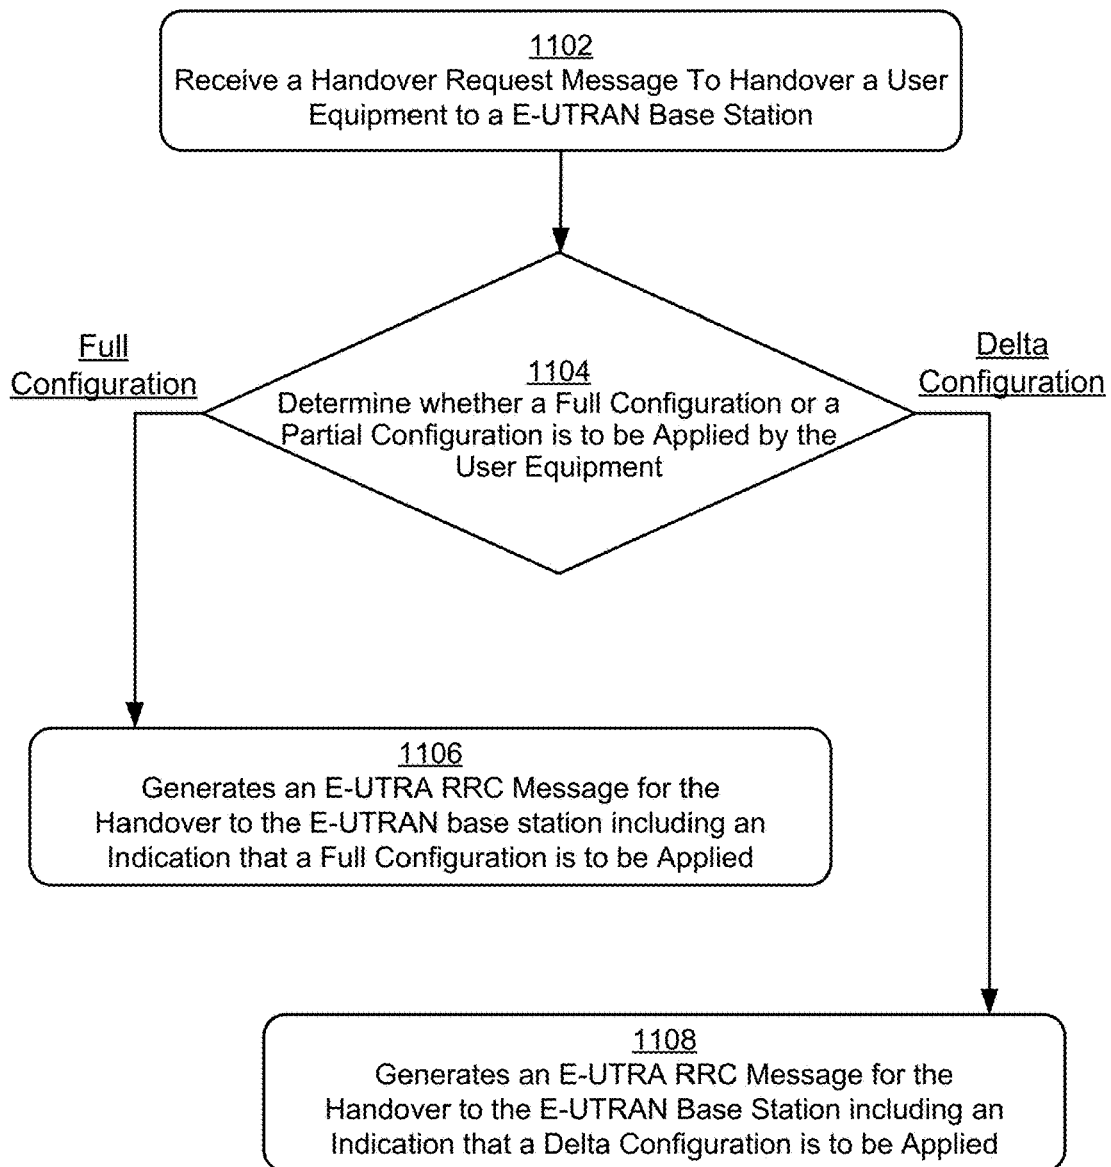 1102
Receive a Handover Request Message To Handover a User
Equipment to a E-UTRAN Base Station
Full
Configuration
Delta
Configuration
1104
Determine whether a Full Configuration or a
Partial Configuration is to be Applied by the
User Equipment
1106
Generates an E-UTRA RRC Message for the
Handover to the E-UTRAN base station including an
Indication that a Full Configuration is to be Applied
1108
Generates an E-UTRA RRC Message for the
Handover to the E-UTRAN Base Station including an
Indication that a Delta Configuration is to be Applied